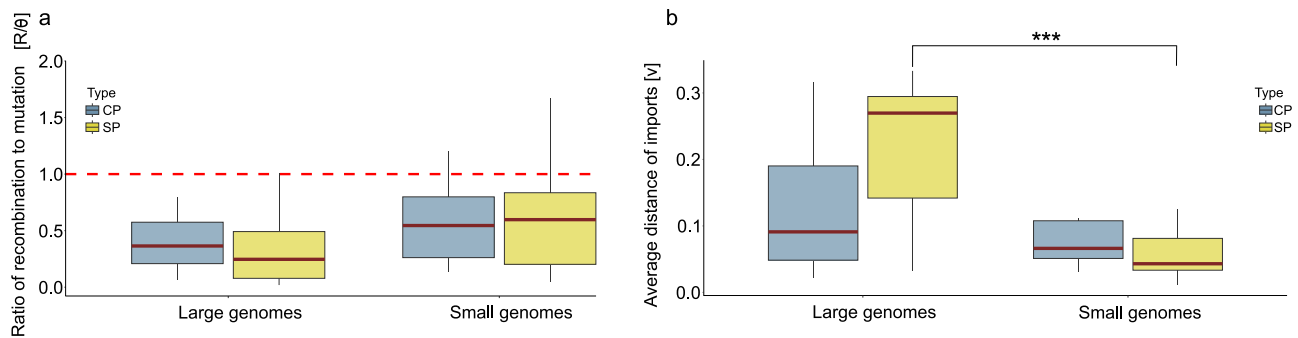 a
Ratio of recombination to mutation [R/θ]
2.0
1.5
1.0
0.5
0.0
Type
CP
SP
Large genomes
Small genomes
b
Average distance of imports [v]
0.3
0.2
0.1
0.0
***
Type
CP
SP
Large genomes
Small genomes